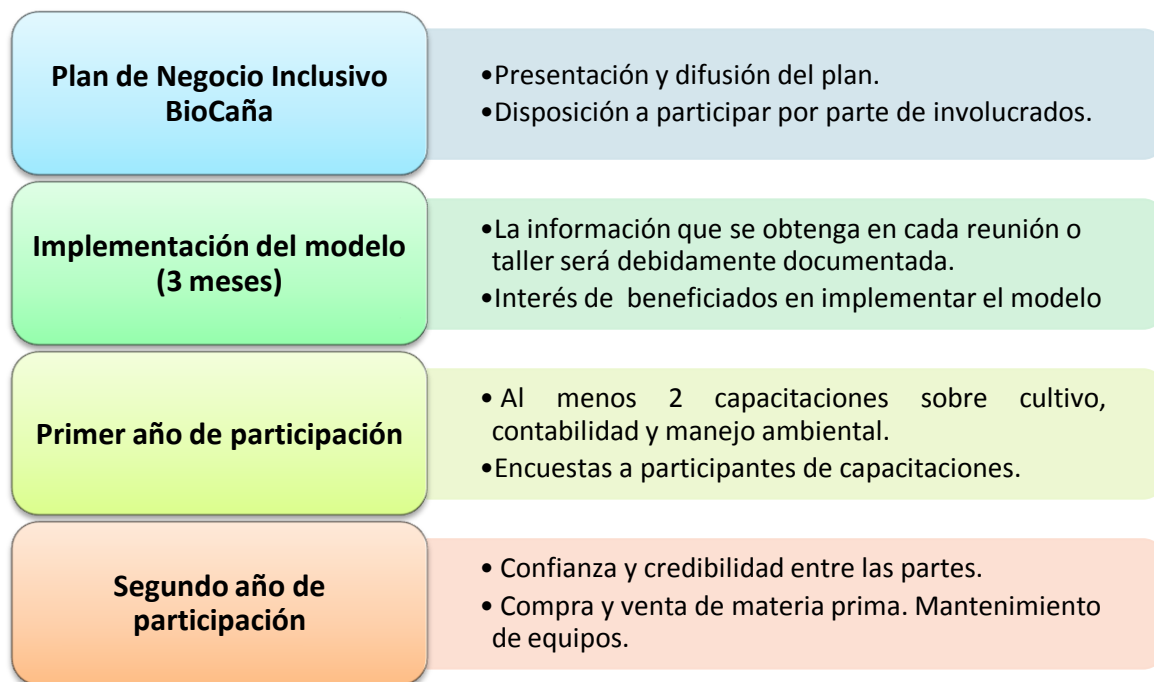 Plan de Negocio Inclusivo
BioCaña
•Presentación y difusión del plan.
•Disposición a participar por parte de involucrados.
Implementación del modelo
(3 meses)
•La información que se obtenga en cada reunión o
taller será debidamente documentada.
•Interés de beneficiados en implementar el modelo
Primer año de participación
• Al menos 2 capacitaciones sobre cultivo,
contabilidad y manejo ambiental.
•Encuestas a participantes de capacitaciones.
Segundo año de
participación
• Confianza y credibilidad entre las partes.
• Compra y venta de materia prima. Mantenimiento
de equipos.